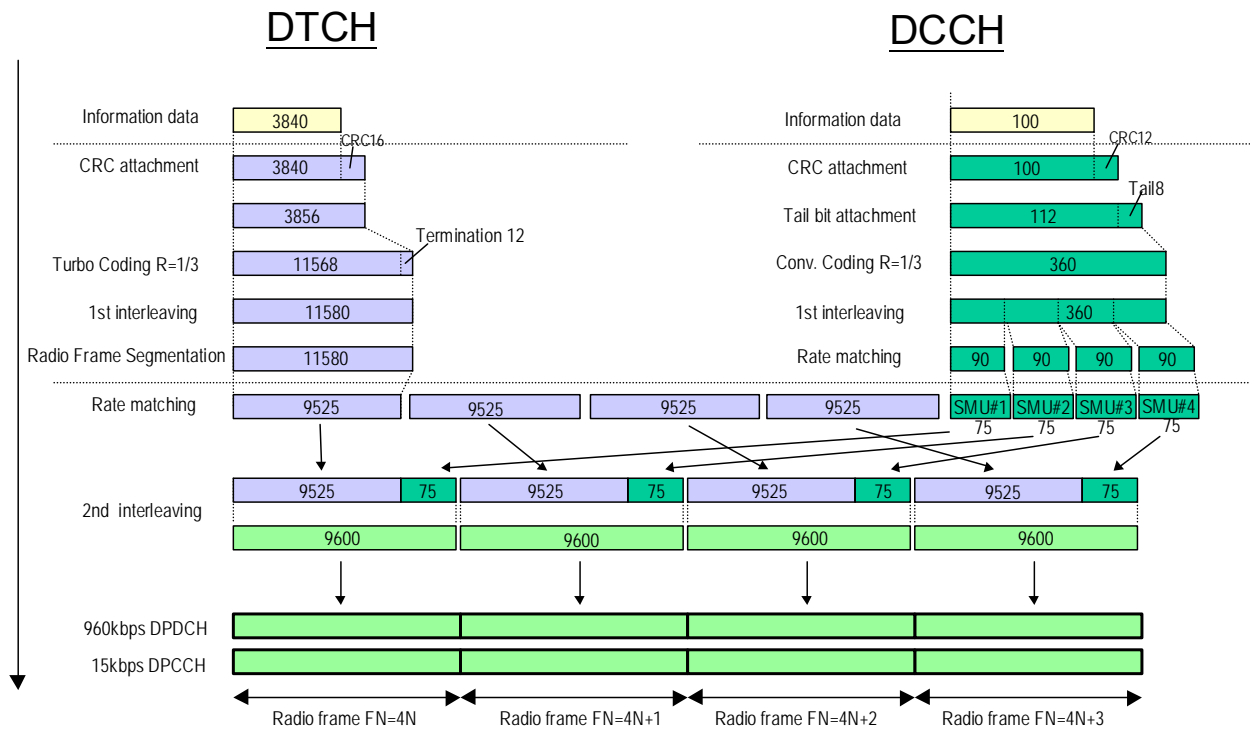 DTCH DCCH
Information data 3840 Information data 100
CRC16 CRC12
CRC attachment 3840 CRC attachment 100
Tail8
3856 Tail bit attachment 112
Termination 12
Turbo Coding R=1/3 11568 Conv. Coding R=1/3 360
1st interleaving 11580 1st interleaving 360
Radio Frame Segmentation 11580 Rate matching 90 90 90 90
Rate matching 9525 9525 9525 9525 SMU#1 SMU#2 SMU#3 SMU#4
75 75 75 75
9525 75 9525 75 9525 75 9525 75
2nd interleaving
9600 9600 9600 9600
960kbps DPDCH
15kbps DPCCH
Radio frame FN=4N Radio frame FN=4N+1 Radio frame FN=4N+2 Radio frame FN=4N+3